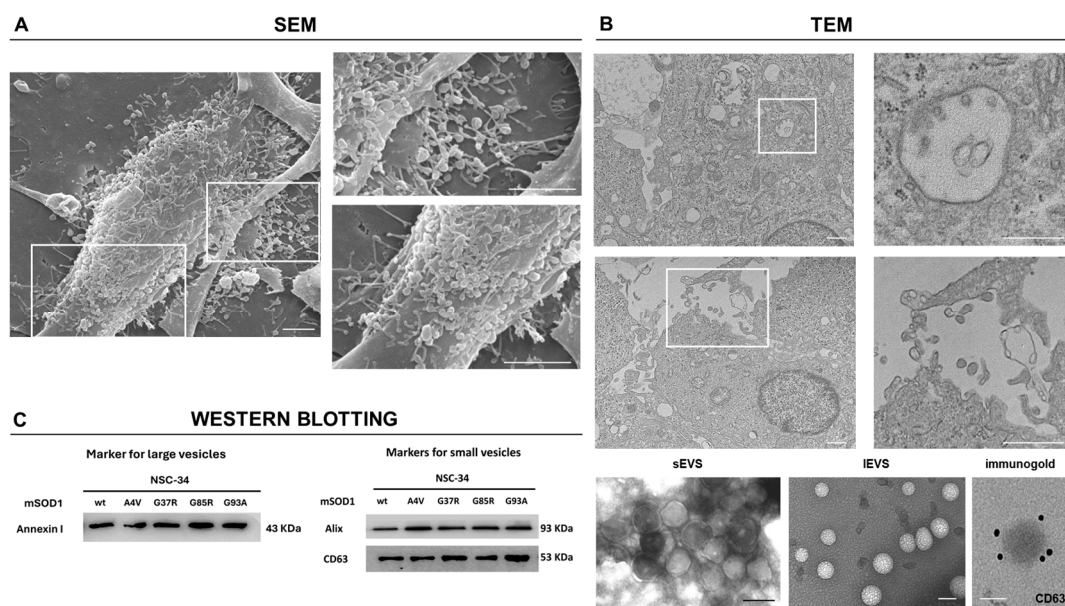 A SEM
B TEM
C WESTERN BLOTTING
Marker for large vesicles
NSC-34
mSOD1 wt A4V G37R G85R G93A
Annexin I 43 KDa
Markers for small vesicles
NSC-34
mSOD1 wt A4V G37R G85R G93A
Alix 93 KDa
CD63 53 KDa
sEVS lEVS immunogold
CD63